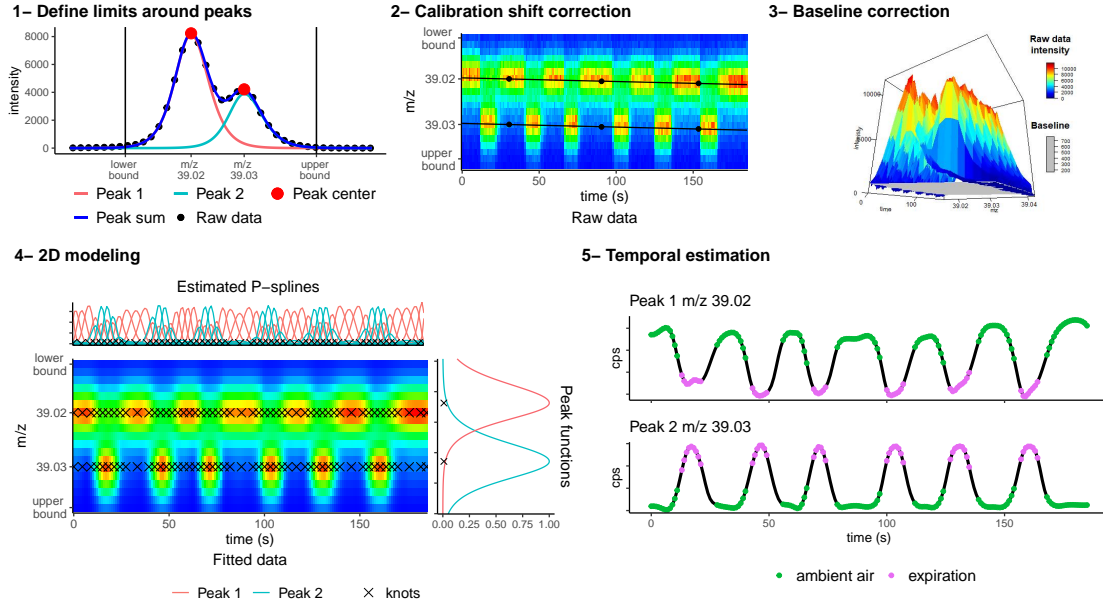 1− Define limits around peaks
8000
6000
4000
2000
0
intensity
lower
bound
m/z
39.02
m/z
39.03
upper
bound
Peak 1
Peak 2
Peak center
Peak sum
Raw data
2− Calibration shift correction
lower
bound
39.02
39.03
upper
bound
m/z
0
50
100
150
time (s)
Raw data
3− Baseline correction
Raw data
intensity
10000
8000
6000
4000
2000
0
Baseline
700
600
500
400
300
200
10000
5000
0
intensity
0
time
100
39.02
39.03
39.04
mz
4− 2D modeling
Estimated P−splines
lower
bound
39.02
39.03
upper
bound
m/z
0
50
100
150
time (s)
Fitted data
0.00
0.25
0.50
0.75
1.00
Peak functions
Peak 1
Peak 2
knots
5− Temporal estimation
Peak 1 m/z 39.02
cps
Peak 2 m/z 39.03
cps
0
50
100
150
time (s)
ambient air
expiration